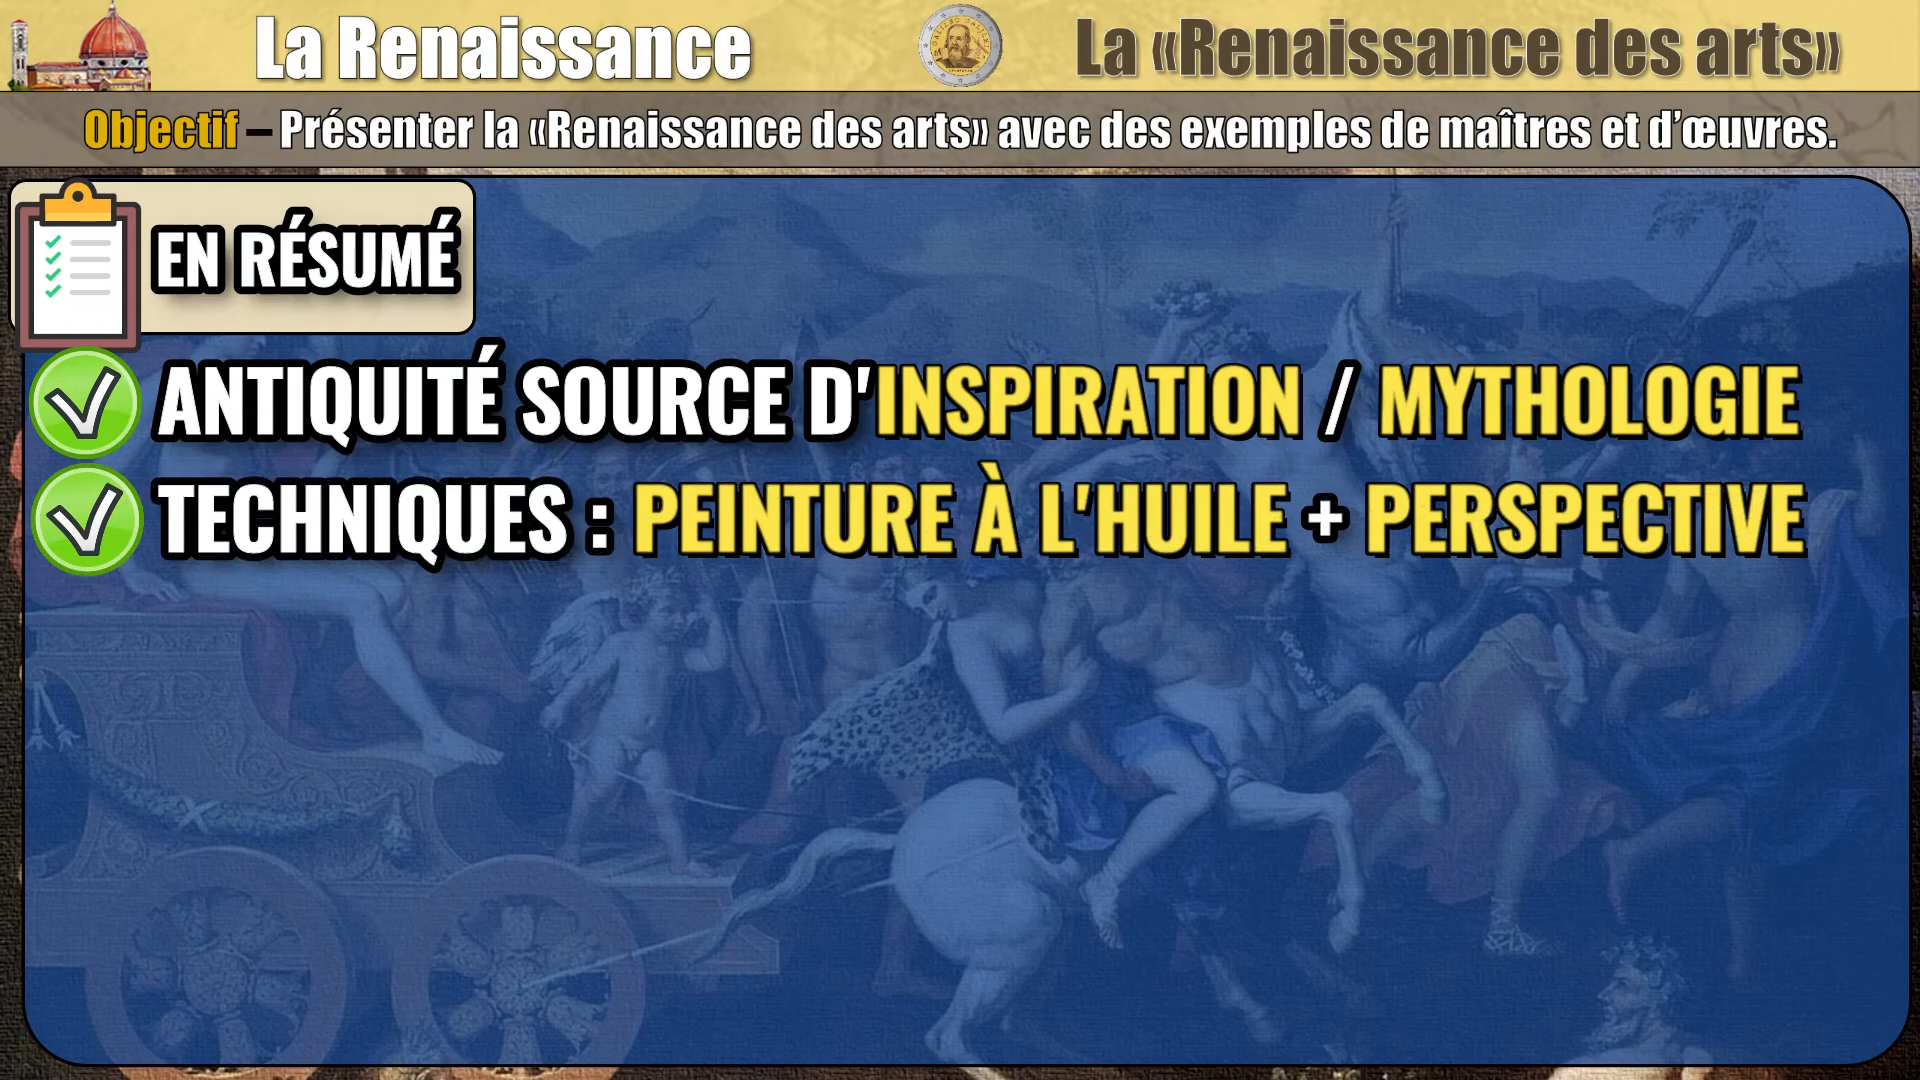 La Renaissance
La «Renaissance des arts»
Objectif – Présenter la «Renaissance des arts» avec des exemples de maîtres et d’œuvres.
EN RÉSUMÉ
ANTIQUITÉ SOURCE D'INSPIRATION / MYTHOLOGIE
TECHNIQUES : PEINTURE À L'HUILE + PERSPECTIVE